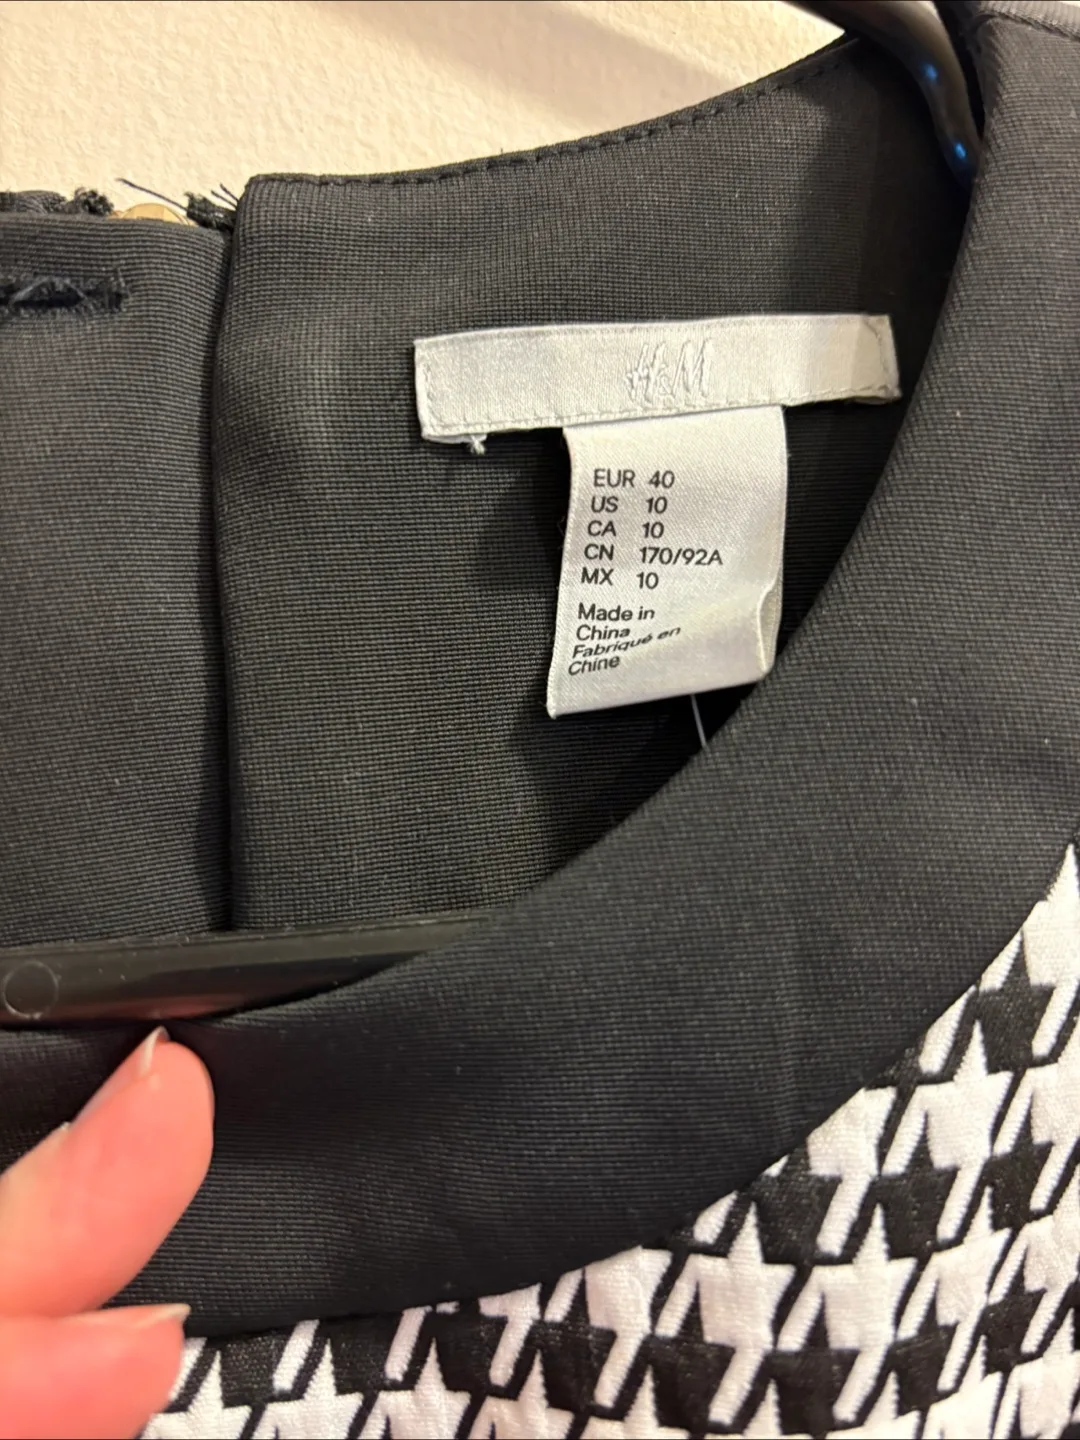 H&M
EUR 40
US 10
CA 10
CN 170/92A
MX 10
Made in
China
Fabriqué en
Chine